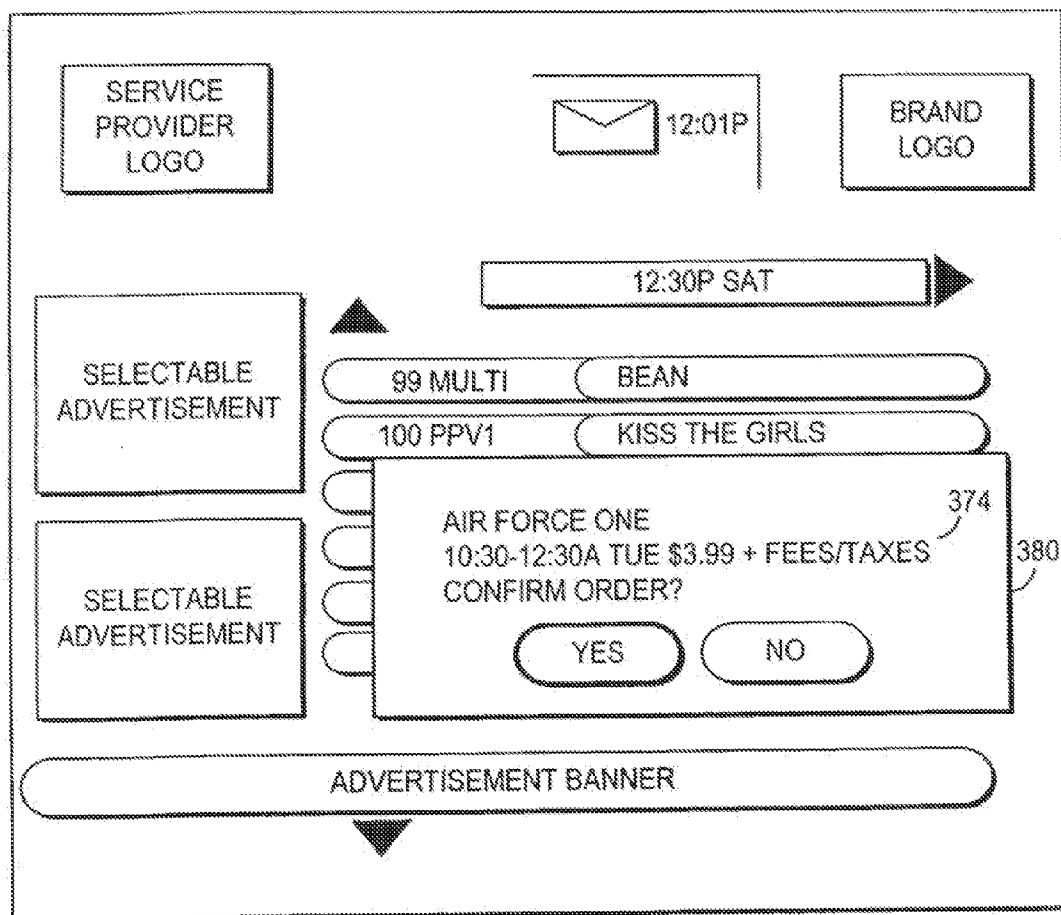 SERVICE
PROVIDER
LOGO
12:01P
BRAND
LOGO
12:30P SAT
SELECTABLE
ADVERTISEMENT
99 MULTI
BEAN
100 PPV1
KISS THE GIRLS
AIR FORCE ONE
10:30-12:30A TUE $3.99 + FEES/TAXES
CONFIRM ORDER?
YES
NO
374
380
SELECTABLE
ADVERTISEMENT
ADVERTISEMENT BANNER